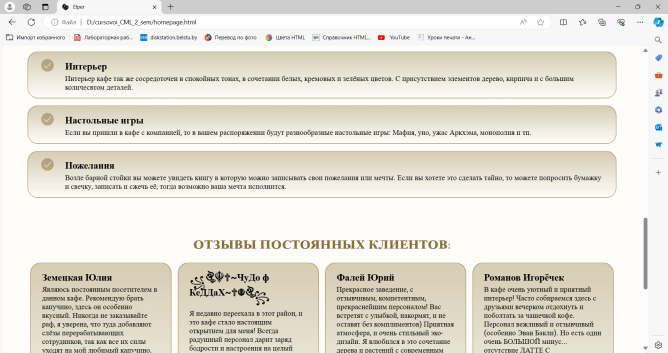 Elper
Файл D:/cursovoi_CML_2_sem/homepage.html
Импорт избранного Лабораторная раб... diskstation.belstu.by Перевод по фото Цвета HTML Справочник HTML... YouTube Уроки печати - Ан...
Интерьер
Интерьер кафе так же сосредоточен в спокойных тонах, в сочетании белых, кремовых и зелёных цветов. С присутствием элементов дерево, кирпича и с большим
количесвтом деталей.
Настольные игры
Если вы пришли в кафе с компанией, то в вашем распоряжении будут разнообразные настольные игры: Мафия, уно, ужас Аркхэма, монополия и тп.
Пожелания
Возле барной стойки вы можете увидеть книгу в которую можно записывать свои пожелания или мечты. Если вы хотете это сделать тайно, то можете попросить бумажку
и свечку, записать и сжечь её, тогда возможно ваша мечта исполнится.
ОТЗЫВЫ ПОСТОЯННЫХ КЛИЕНТОВ:
Земецкая Юлия
Являюсь постоянным посетителем в
данном кафе. Рекомендую брать
капучино, здесь он особенно
вкусный. Никогда не заказывайте
раф, я уверена, что туда добавляют
слёзы перерабатывающих
сотрудников, так как все их силы
уходят на мой любимый капучино.
~ЧуДо ф
КеДДаХ~
Я недавно переехала в этот район, и
это кафе стало настоящим
открытием для меня! Всегда
радушный персонал дарит заряд
бодрости и настроения на целый
Фалей Юрий
Прекрасное заведение, с
отзывчивым, компетентным,
прекраснейшим персоналом! Вас
встретят с улыбкой, накормят, и не
оставят без комплиментов) Приятная
атмосфера, и очень стильный эко-
дизайн. Я влюбился в это сочетание
дерева и растений с современным
Романов Игорёчек
В кафе очень уютный и приятный
интерьер! Часто собираемся здесь с
друзьями вечерком отдохнуть и
поболтать за чашечкой кофе.
Персонал вежливый и отзывчивый
(особенно Эван Бакли). Но есть один
очень БОЛЬШОЙ минус...
отсутствие ЛАТТЕ С